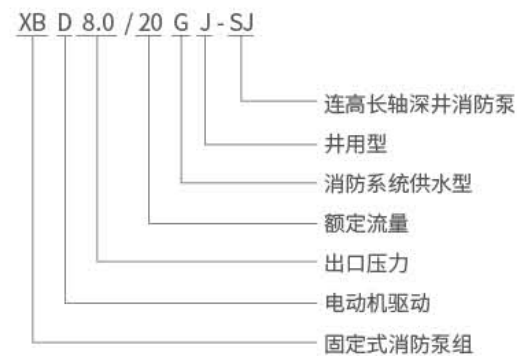 XB D 8.0 / 20 G J - SJ
连高长轴深井消防泵
井用型
消防系统供水型
额定流量
出口压力
电动机驱动
固定式消防泵组